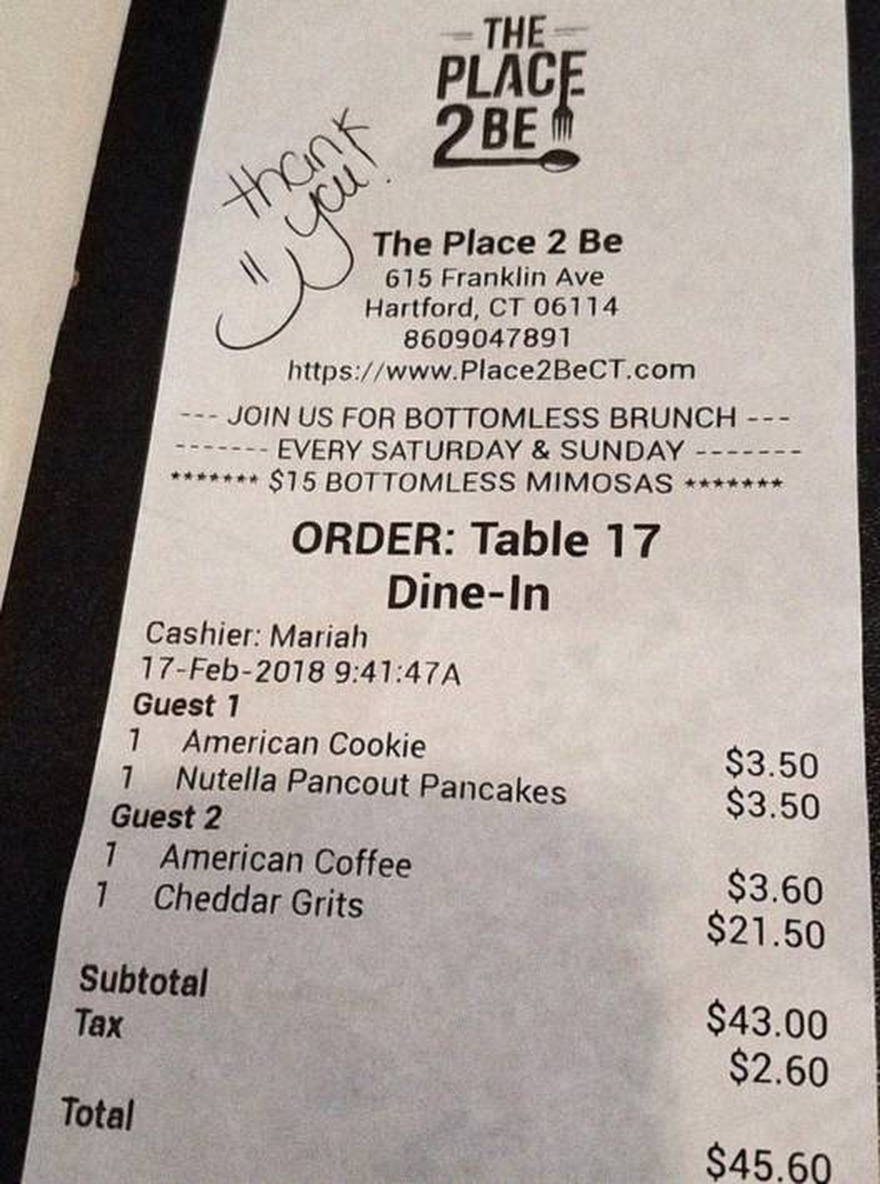 THE
PLACE
2 BE
thank
you!
The Place 2 Be
615 Franklin Ave
Hartford, CT 06114
8609047891
https://www.Place2BeCT.com
--- JOIN US FOR BOTTOMLESS BRUNCH ---
------- EVERY SATURDAY & SUNDAY -------
******* $15 BOTTOMLESS MIMOSAS *******
ORDER: Table 17
Dine-In
Cashier: Mariah
17-Feb-2018 9:41:47A
Guest 1
1 American Cookie $3.50
1 Nutella Pancout Pancakes $3.50
Guest 2
1 American Coffee $3.60
1 Cheddar Grits $21.50
Subtotal $43.00
Tax $2.60
Total $45.60